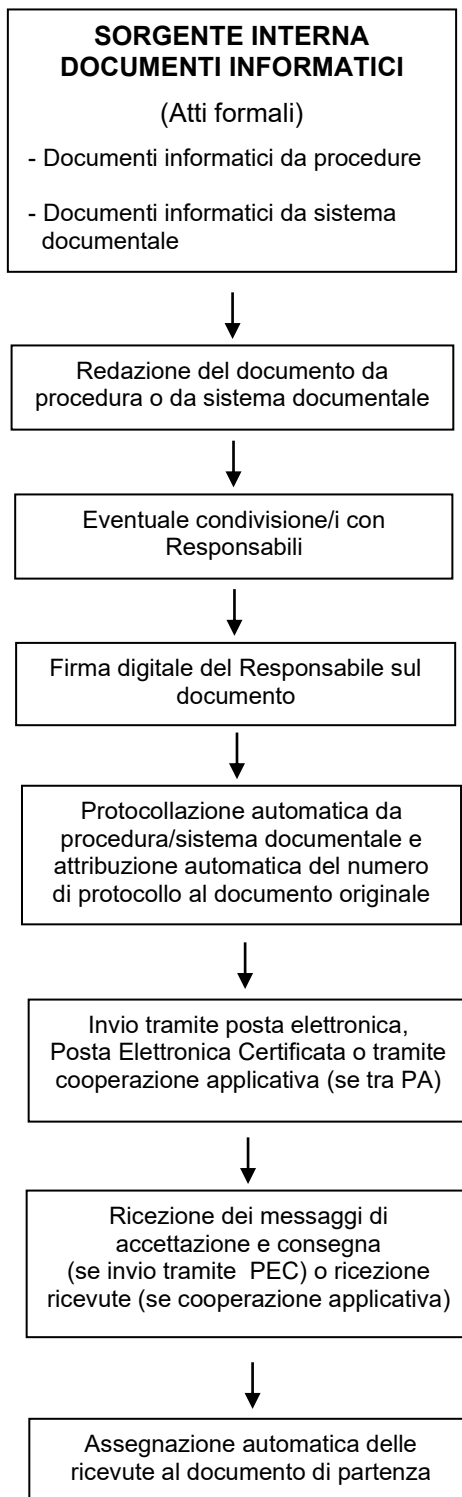 SORGENTE INTERNA
DOCUMENTI INFORMATICI
(Atti formali)
- Documenti informatici da procedure
- Documenti informatici da sistema
documentale
Redazione del documento da
procedura o da sistema documentale
Eventuale condivisione/i con
Responsabili
Firma digitale del Responsabile sul
documento
Protocollazione automatica da
procedura/sistema documentale e
attribuzione automatica del numero
di protocollo al documento originale
Invio tramite posta elettronica,
Posta Elettronica Certificata o tramite
cooperazione applicativa (se tra PA)
Ricezione dei messaggi di
accettazione e consegna
(se invio tramite PEC) o ricezione
ricevute (se cooperazione applicativa)
Assegnazione automatica delle
ricevute al documento di partenza